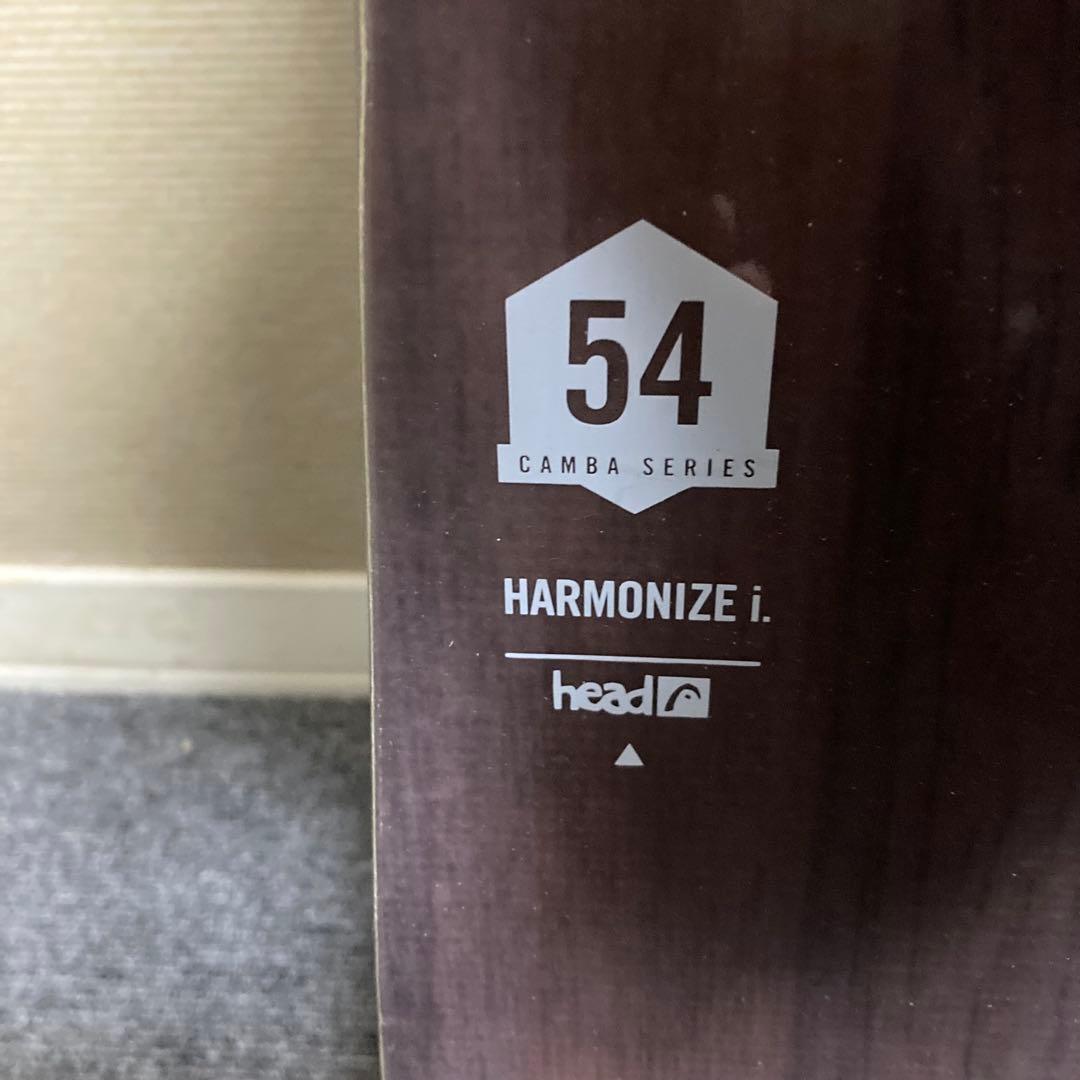 54
CAMBA SERIES
HARMONIZE i.
head